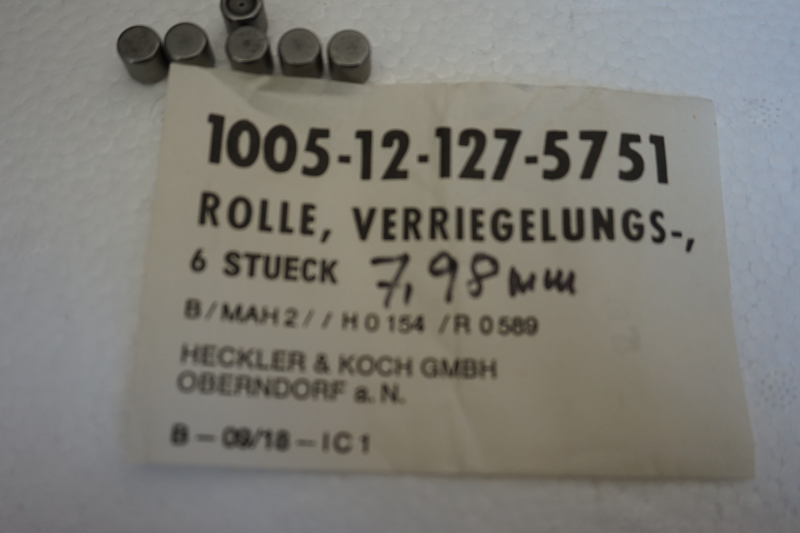 1005-12-127-5751
ROLLE, VERRIEGELUNGS-,
6 STUECK 7,98 mm
B/MAH2// H0154 /R0589
HECKLER & KOCH GMBH
OBERNDORF a. N.
B-09/18-IC1